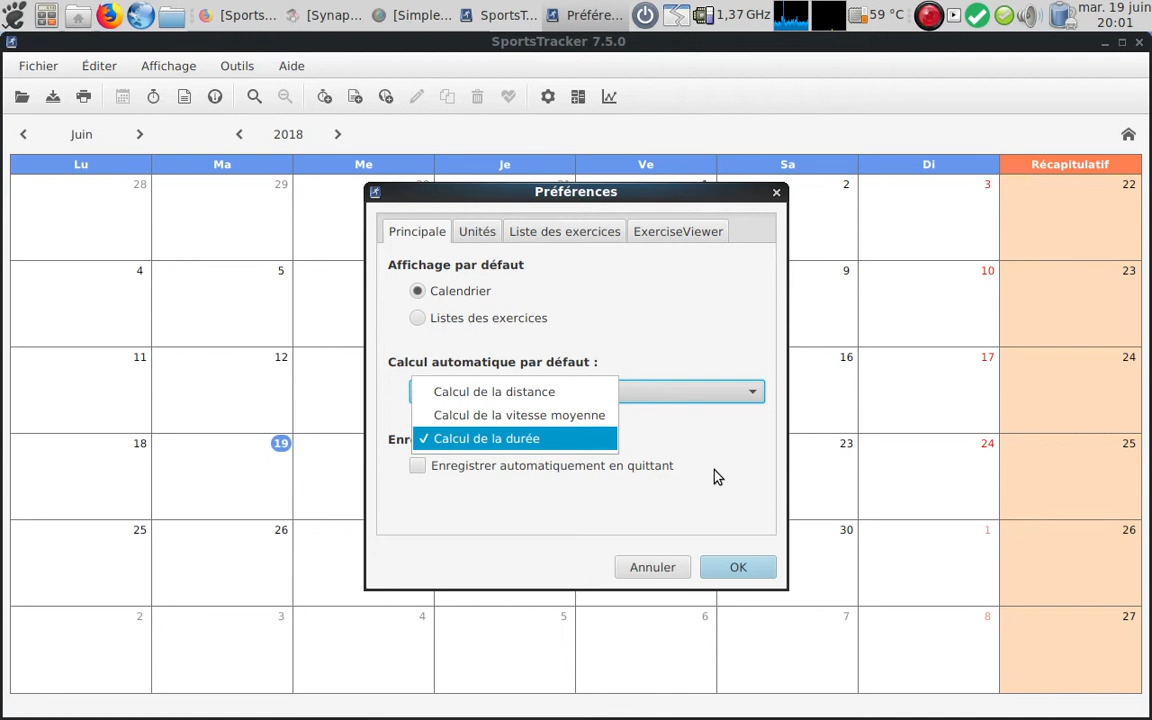 [Sports... [Synap... [Simple... SportsT... Préfére... 1,37 GHz 59 °C mar. 19 juin
20:01
SportsTracker 7.5.0
Fichier Éditer Affichage Outils Aide
Juin 2018
Lu Ma Me Je Ve Sa Di Récapitulatif
28 29 2 3 22
Préférences
Principale Unités Liste des exercices ExerciseViewer
Affichage par défaut
4 5 9 10 23
Calendrier
Listes des exercices
11 12 16 17 24
Calcul automatique par défaut :
Calcul de la distance
Calcul de la vitesse moyenne
✓ Calcul de la durée
Enr
18 19 23 24 25
Enregistrer automatiquement en quittant
25 26 30 1 26
Annuler OK
2 3 4 5 6 7 8 27